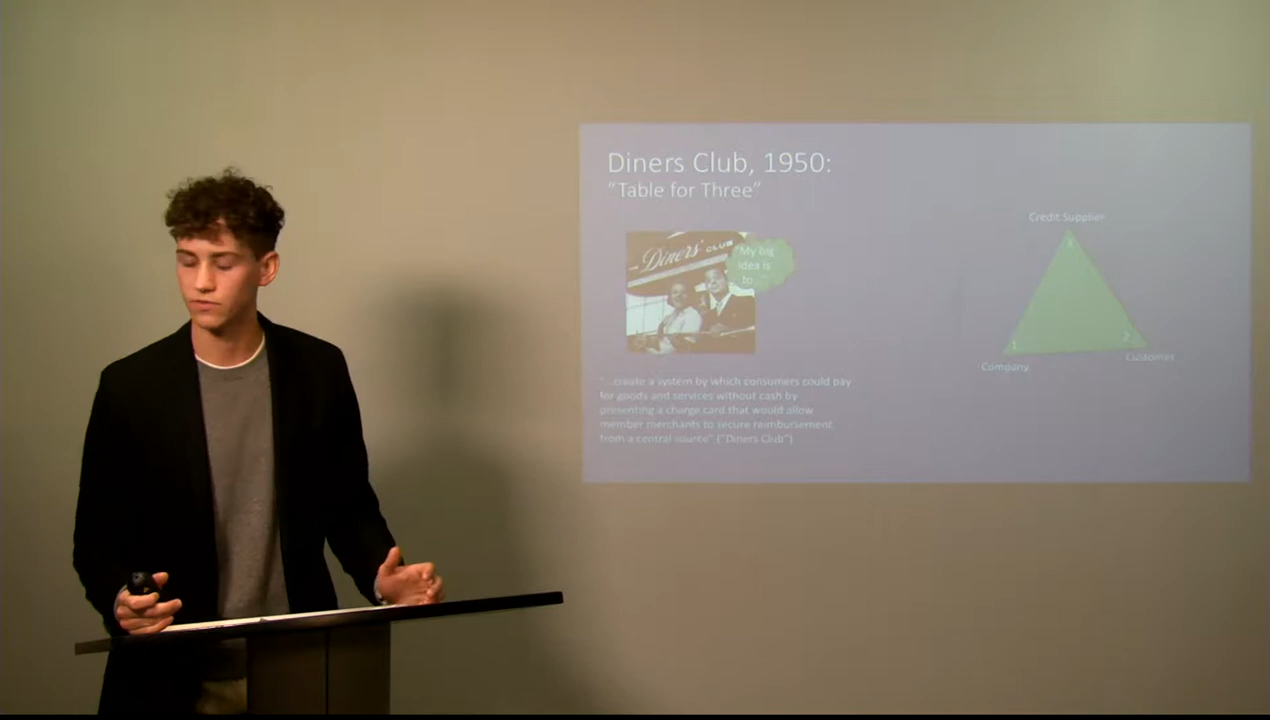 Diners Club, 1950:
"Table for Three"
Diners' CLUB
"My big
idea is
to...
"...create a system by which consumers could pay
for goods and services without cash by
presenting a charge card that would allow
member merchants to secure reimbursement
from a central source" ("Diners Club")
Credit Supplier
3
1
2
Company
Customer